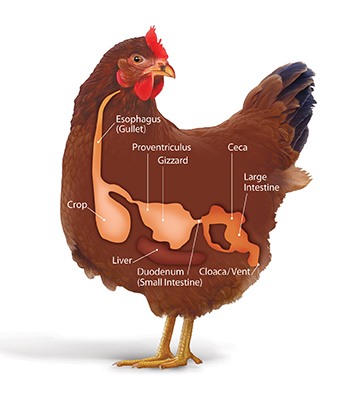 Esophagus
(Gullet)
Proventriculus
Gizzard
Ceca
Large
Intestine
Crop
Liver
Duodenum
(Small Intestine)
Cloaca/Vent